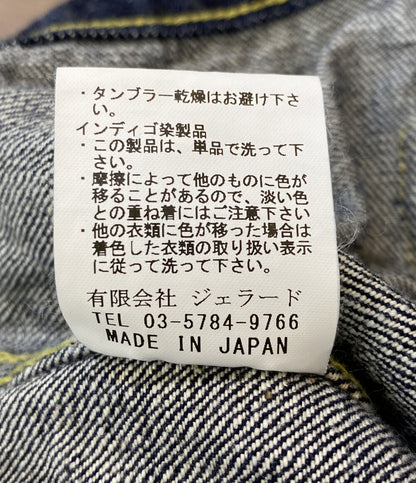 ・タンブラー乾燥はお避け下さ
い。
インディゴ染製品
・この製品は、単品で洗って下
さい。
・摩擦によって他のものに色が
移ることがあるので、淡い色
との重ね着にはご注意下さい
・他の衣類に色が移った場合は
着色した衣類の取り扱い表示
に従って洗って下さい。
有限会社 ジェラード
TEL 03-5784-9766
MADE IN JAPAN